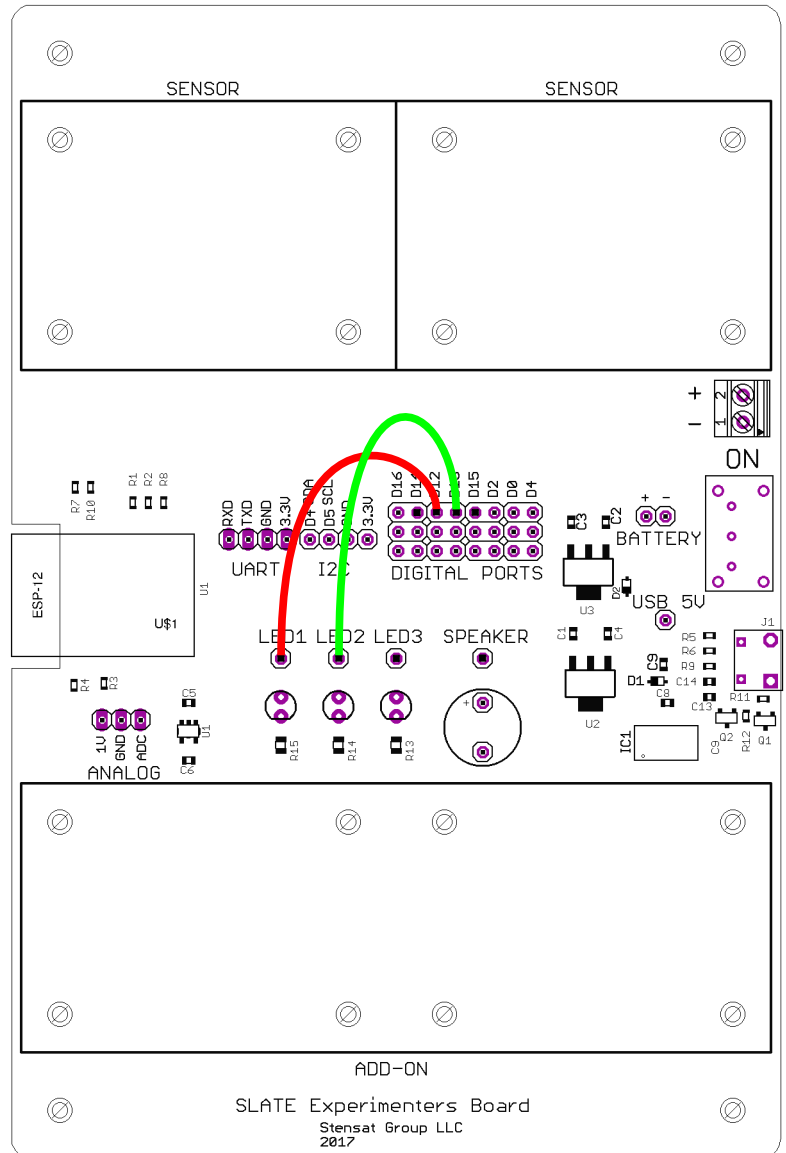 SENSOR
SENSOR
+ 2
- 1
ON
D16
D12
D15
D2
D0
D4
RXD
TXD
GND
3.3V
D4
D5 SCL
3.3V
R7
R10
R1
R2
R8
C3
C2
+ -
BATTERY
UART
I2C
DIGITAL PORTS
ESP-12
U$1
U1
D2
U3
USB 5V
J1
LED1
LED2
LED3
SPEAKER
C1
C4
R5
R6
R9
C14
C13
R11
C9
D1
C8
R4
R3
C5
U1
C6
1V
GND
ADC
ANALOG
R15
R14
R13
+
U2
IC1
C9
Q2
R12
Q1
ADD-ON
SLATE Experimenters Board
Stensat Group LLC
2017